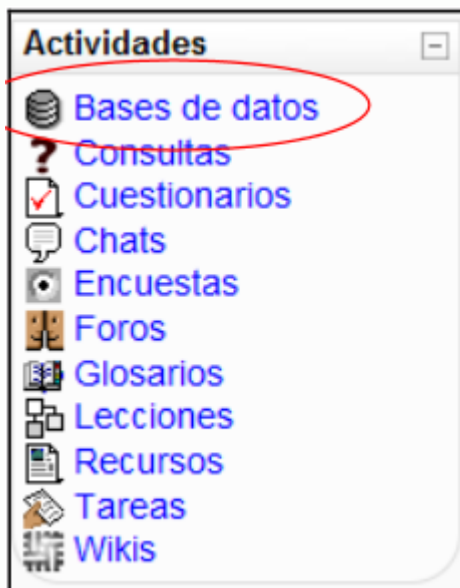 Actividades
Bases de datos
Consultas
Cuestionarios
Chats
Encuestas
Foros
Glosarios
Lecciones
Recursos
Tareas
Wikis